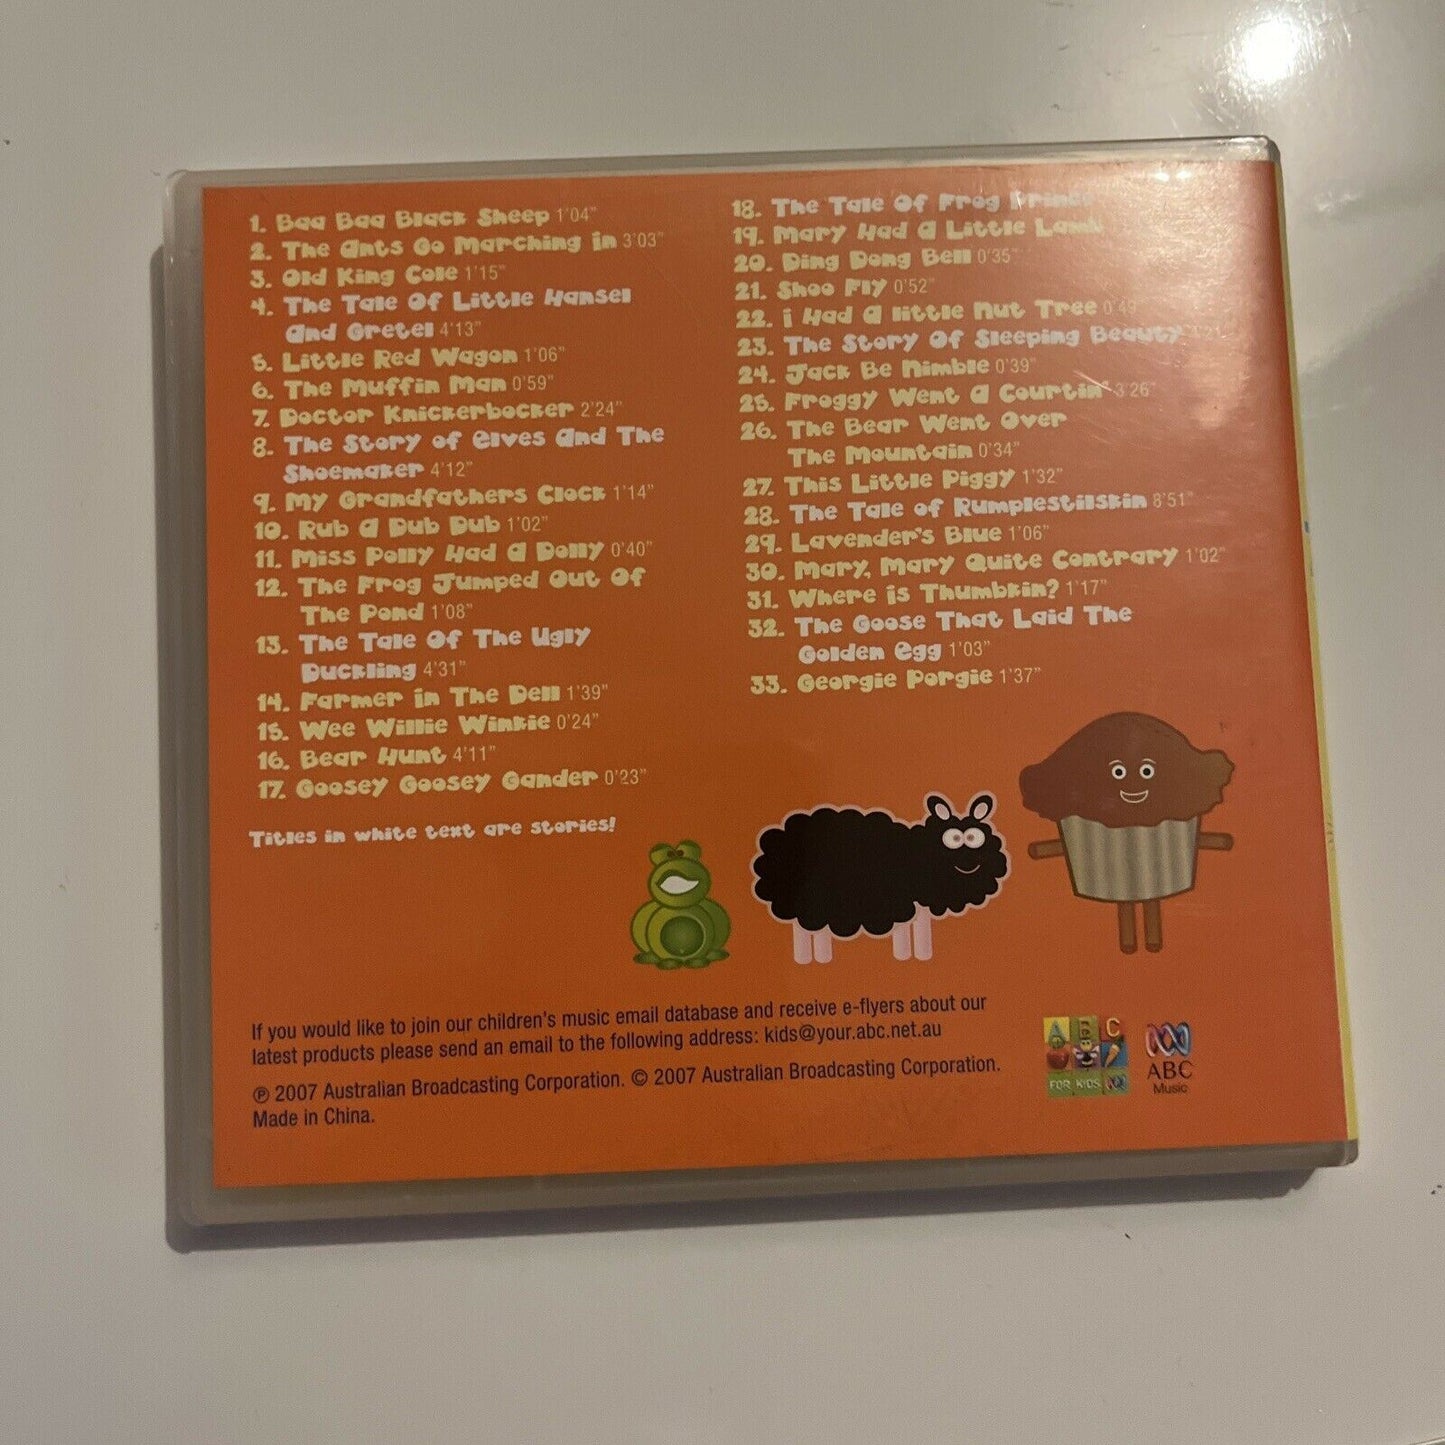 1. Baa Baa Black Sheep 1'04"
2. The Ants Go Marching in 3'03"
3. Old King Cole 1'15"
4. The Tale Of Little Hansel
And Gretel 4'13"
5. Little Red Wagon 1'06"
6. The Muffin Man 0'59"
7. Doctor Knickerbocker 2'24"
8. The Story of Elves And The
Shoemaker 4'12"
9. My Grandfathers Clock 1'14"
10. Rub A Dub Dub 1'02"
11. Miss Polly Had A Dolly 0'40"
12. The Frog Jumped Out Of
The Pond 1'08"
13. The Tale Of The Ugly
Duckling 4'31"
14. Farmer in The Dell 1'39"
15. Wee Willie Winkie 0'24"
16. Bear Hunt 4'11"
17. Goosey Goosey Gander 0'23"
Titles in white text are stories!
18. The Tale Of Frog Prince
19. Mary Had A Little Lamb
20. Ding Dong Bell 0'35"
21. Shoo Fly 0'52"
22. i Had A little Nut Tree 0'49"
23. The Story Of Sleeping Beauty
24. Jack Be Nimble 0'39"
25. Froggy Went A Courtin' 3'26"
26. The Bear Went Over
The Mountain 0'34"
27. This Little Piggy 1'32"
28. The Tale of Rumplestilskin 8'51"
29. Lavender's Blue 1'06"
30. Mary, Mary Quite Contrary 1'02"
31. Where is Thumbkin? 1'17"
32. The Goose That Laid The
Golden Egg 1'03"
33. Georgie Porgie 1'37"
If you would like to join our children's music email database and receive e-flyers about our
latest products please send an email to the following address: kids@your.abc.net.au
℗ 2007 Australian Broadcasting Corporation. © 2007 Australian Broadcasting Corporation.
Made in China.
ABC
FOR KIDS
ABC
Music